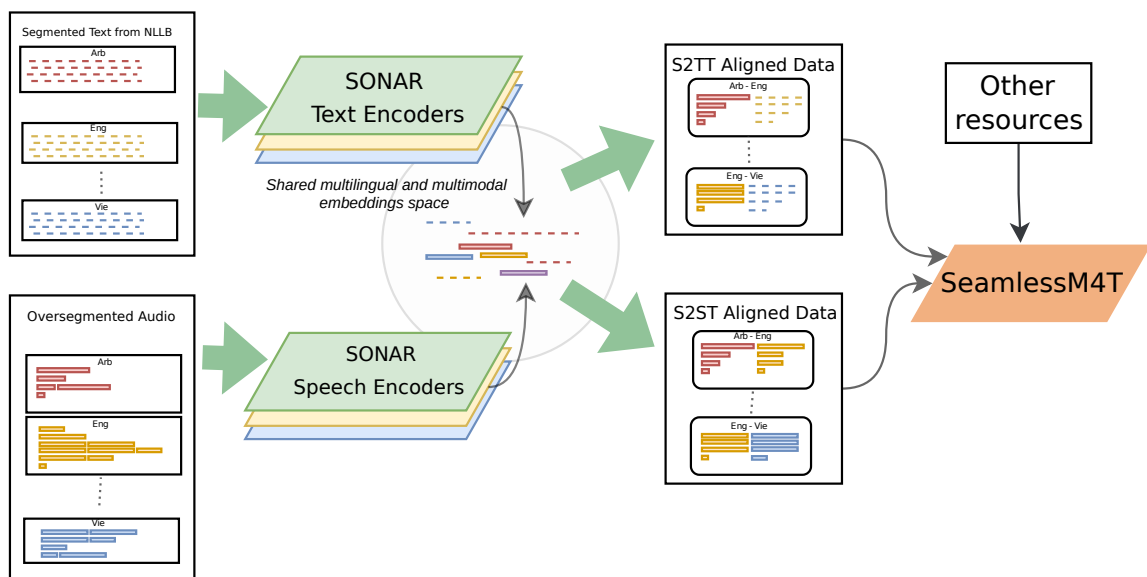 Segmented Text from NLLB
Arb
Eng
Vie
SONAR
Text Encoders
Shared multilingual and multimodal
embeddings space
Oversegmented Audio
Arb
Eng
Vie
SONAR
Speech Encoders
S2TT Aligned Data
Arb - Eng
Eng - Vie
S2ST Aligned Data
Arb - Eng
Eng - Vie
Other
resources
SeamlessM4T